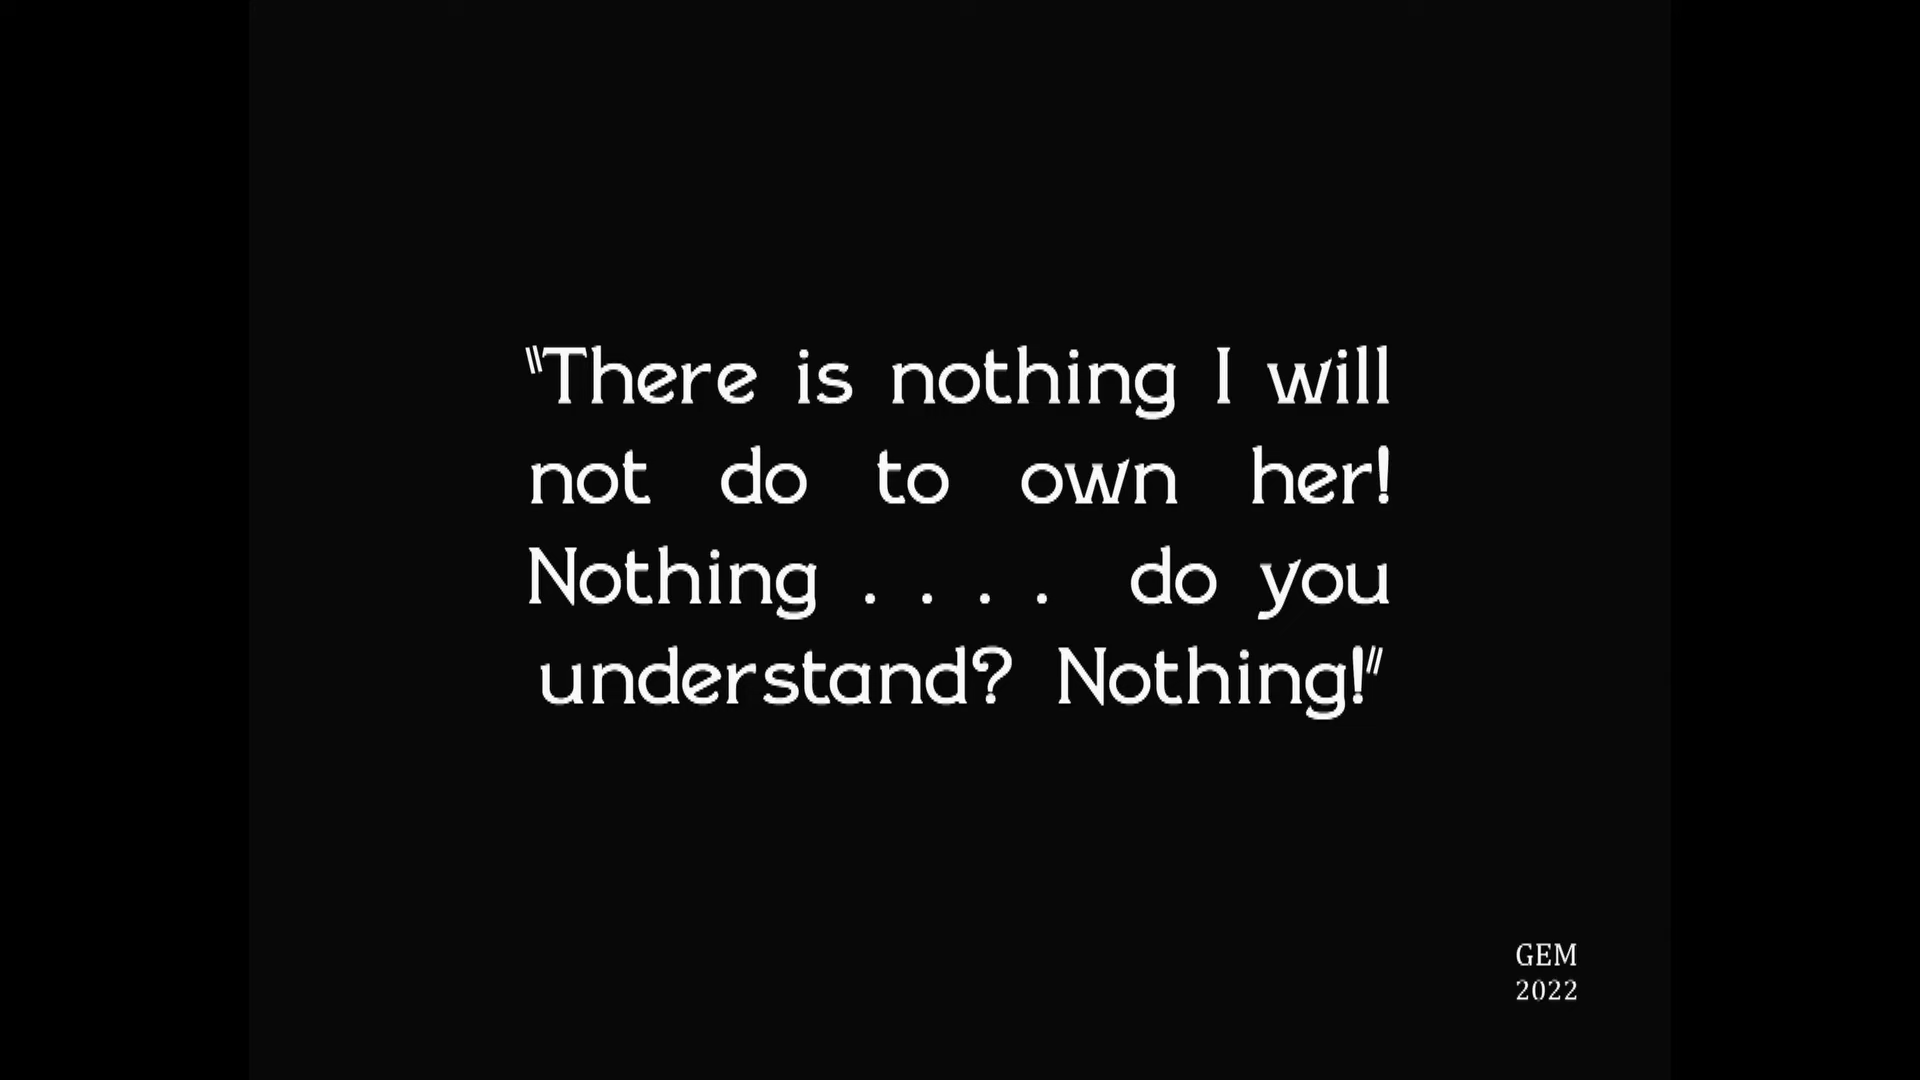 "There is nothing I will
not do to own her!
Nothing . . . . do you
understand? Nothing!"
GEM
2022